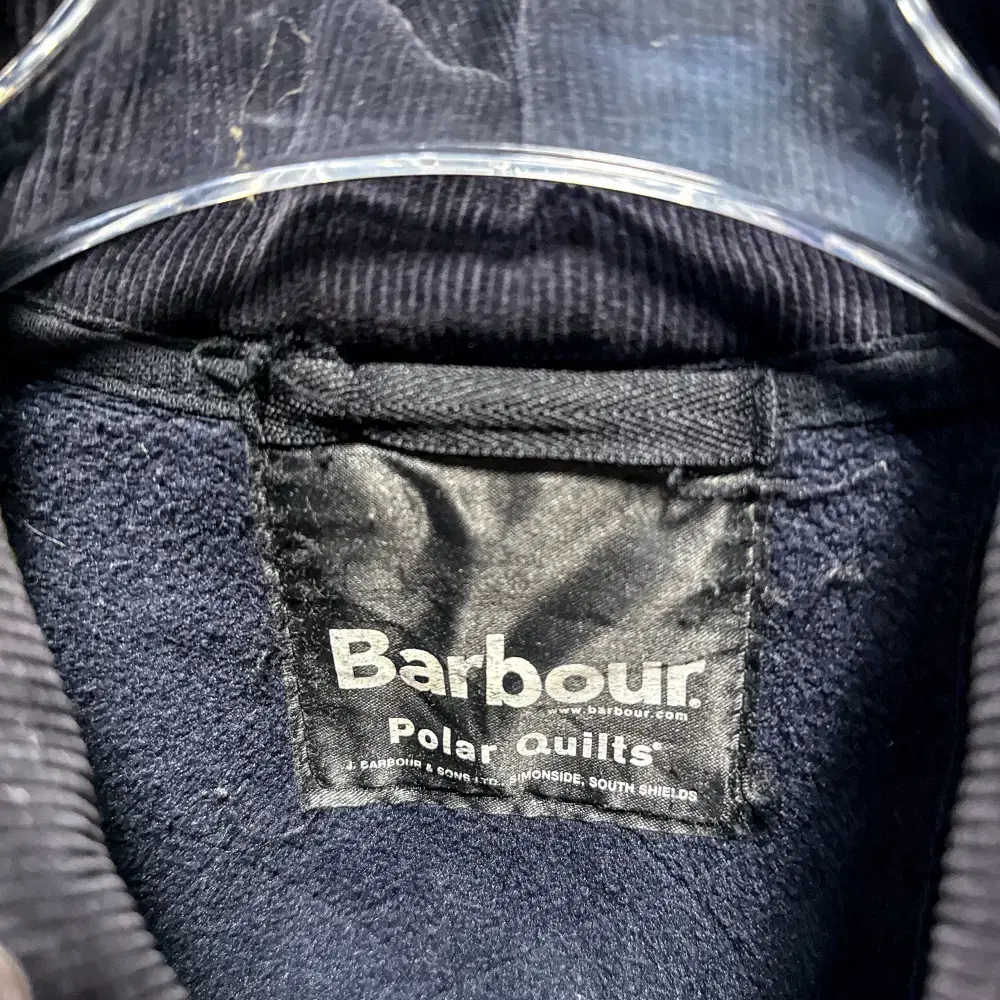 Barbour.
www.barbour.com
Polar Quilts®
J. BARBOUR & SONS LTD. SIMONSIDE, SOUTH SHIELDS